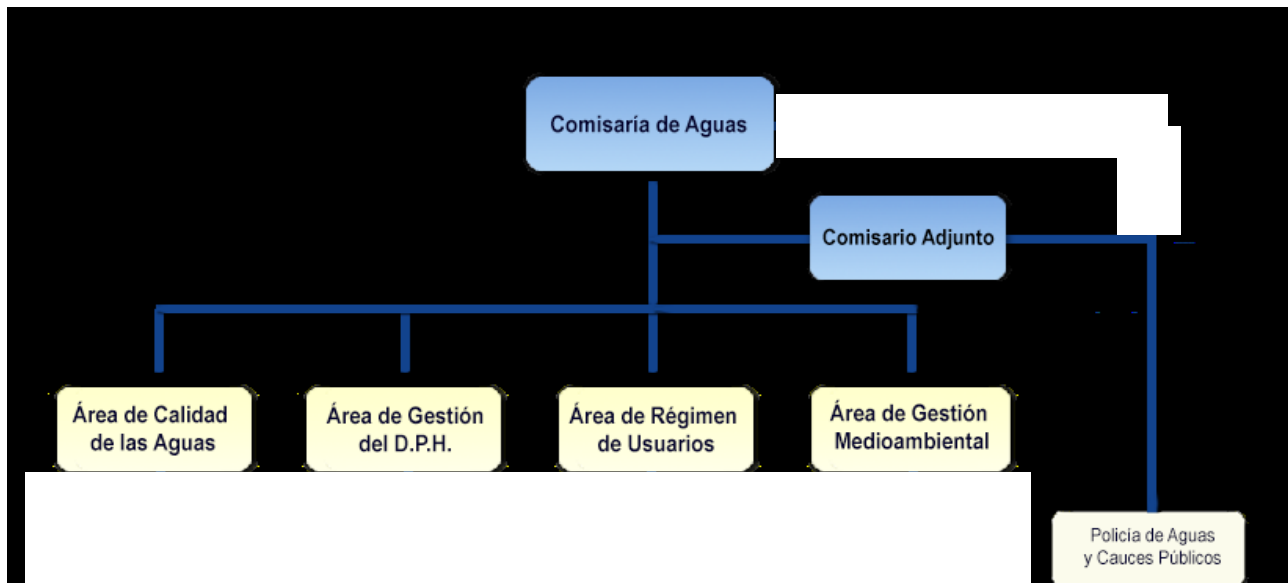 Comisaría de Aguas
Comisario Adjunto
Área de Calidad
de las Aguas
Área de Gestión
del D.P.H.
Área de Régimen
de Usuarios
Área de Gestión
Medioambiental
Policía de Aguas
y Cauces Públicos